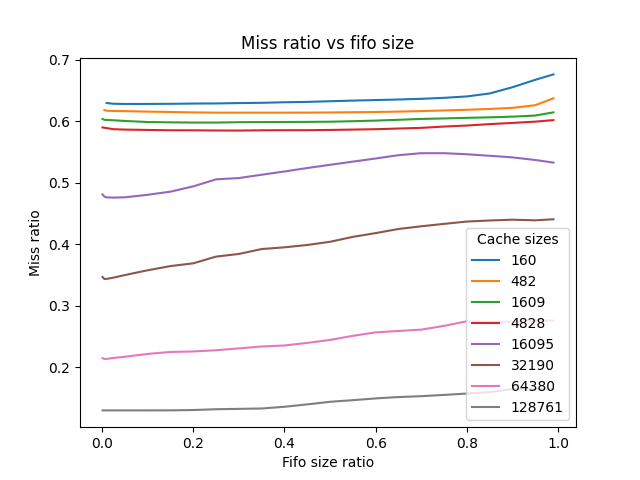 Miss ratio vs fifo size
0.7
0.6
0.5
0.4
0.3
0.2
Miss ratio
Cache sizes
160
482
1609
4828
16095
32190
64380
128761
0.0 0.2 0.4 0.6 0.8 1.0
Fifo size ratio